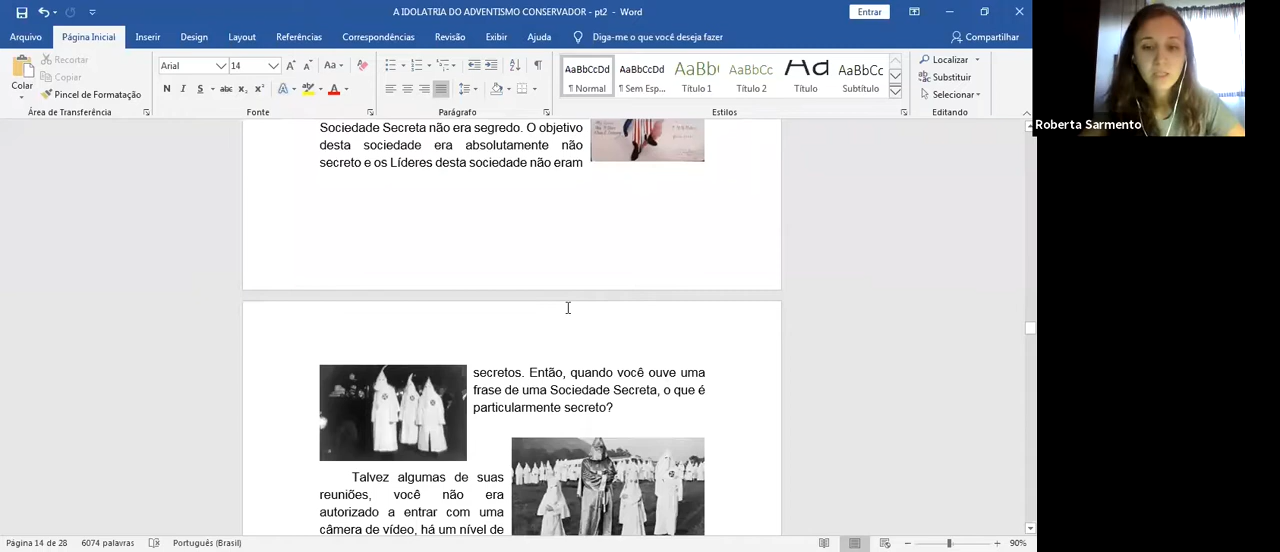 A IDOLATRIA DO ADVENTISMO CONSERVADOR - pt2 - Word
Entrar
Arquivo Página Inicial Inserir Design Layout Referências Correspondências Revisão Exibir Ajuda Diga-me o que você deseja fazer Compartilhar
Colar
Recortar
Copiar
Pincel de Formatação
Área de Transferência
Arial 14
Aa
N I S abc x₂ x² A A
Fonte
Parágrafo
AaBbCcDd AaBbCcDd AaBb( AaBbCc Aa AaBbCc
¶ Normal ¶ Sem Esp... Título 1 Título 2 Título Subtítulo
Estilos
Localizar
Substituir
Selecionar
Editando
Roberta Sarmento
Sociedade Secreta não era segredo. O objetivo
desta sociedade era absolutamente não
secreto e os Líderes desta sociedade não eram
secretos. Então, quando você ouve uma
frase de uma Sociedade Secreta, o que é
particularmente secreto?
Talvez algumas de suas
reuniões, você não era
autorizado a entrar com uma
câmera de vídeo, há um nível de
Página 14 de 28 6074 palavras Português (Brasil) 90%